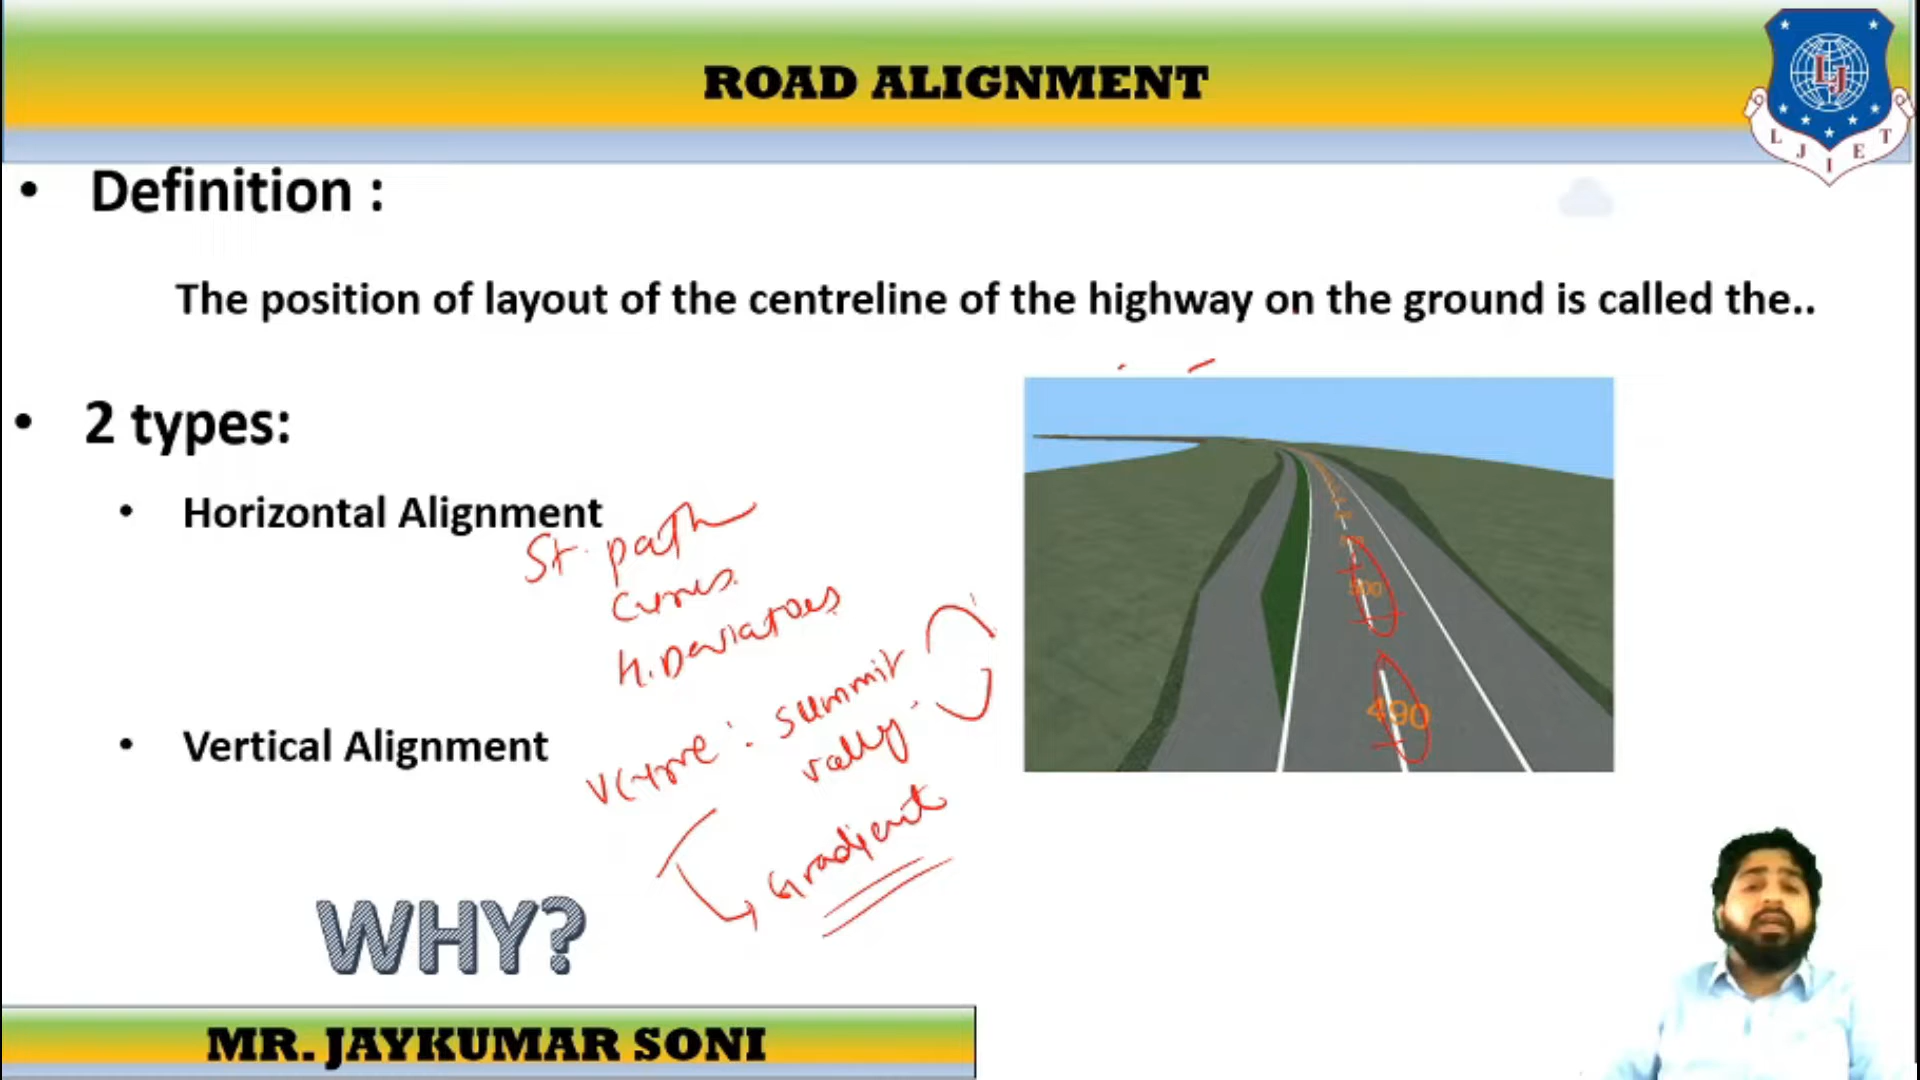 ROAD ALIGNMENT
L J I E T
LJ
• Definition :
The position of layout of the centreline of the highway on the ground is called the..
• 2 types:
• Horizontal Alignment
St. path
curves
H. Deviations
500
490
• Vertical Alignment
V curve : summit
valley
Gradient
WHY?
MR. JAYKUMAR SONI